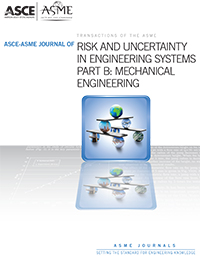 ASCE ASME
TRANSACTIONS OF THE ASME
ASCE-ASME JOURNAL OF RISK AND UNCERTAINTY
IN ENGINEERING SYSTEMS
PART B: MECHANICAL
ENGINEERING
ASME JOURNALS
SETTING THE STANDARD FOR ENGINEERING KNOWLEDGE